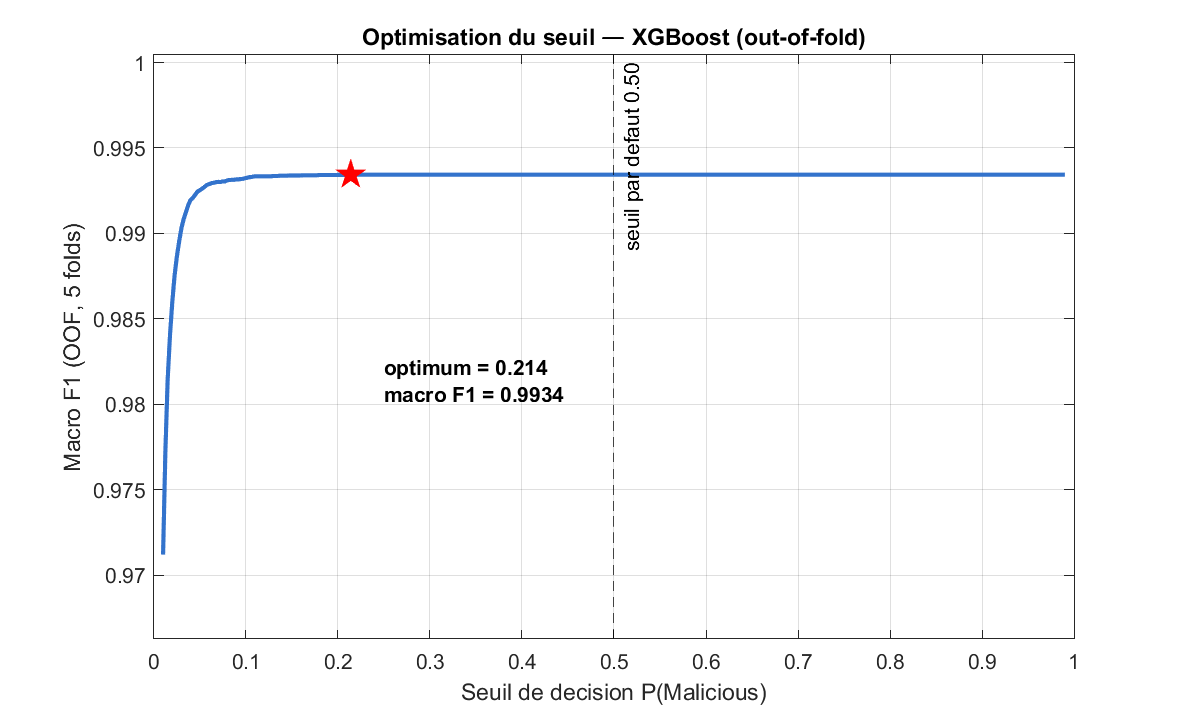 Optimisation du seuil — XGBoost (out-of-fold)
1
0.995
0.99
0.985
0.98
0.975
0.97
Macro F1 (OOF, 5 folds)
seuil par defaut 0.50
optimum = 0.214
macro F1 = 0.9934
0 0.1 0.2 0.3 0.4 0.5 0.6 0.7 0.8 0.9 1
Seuil de decision P(Malicious)